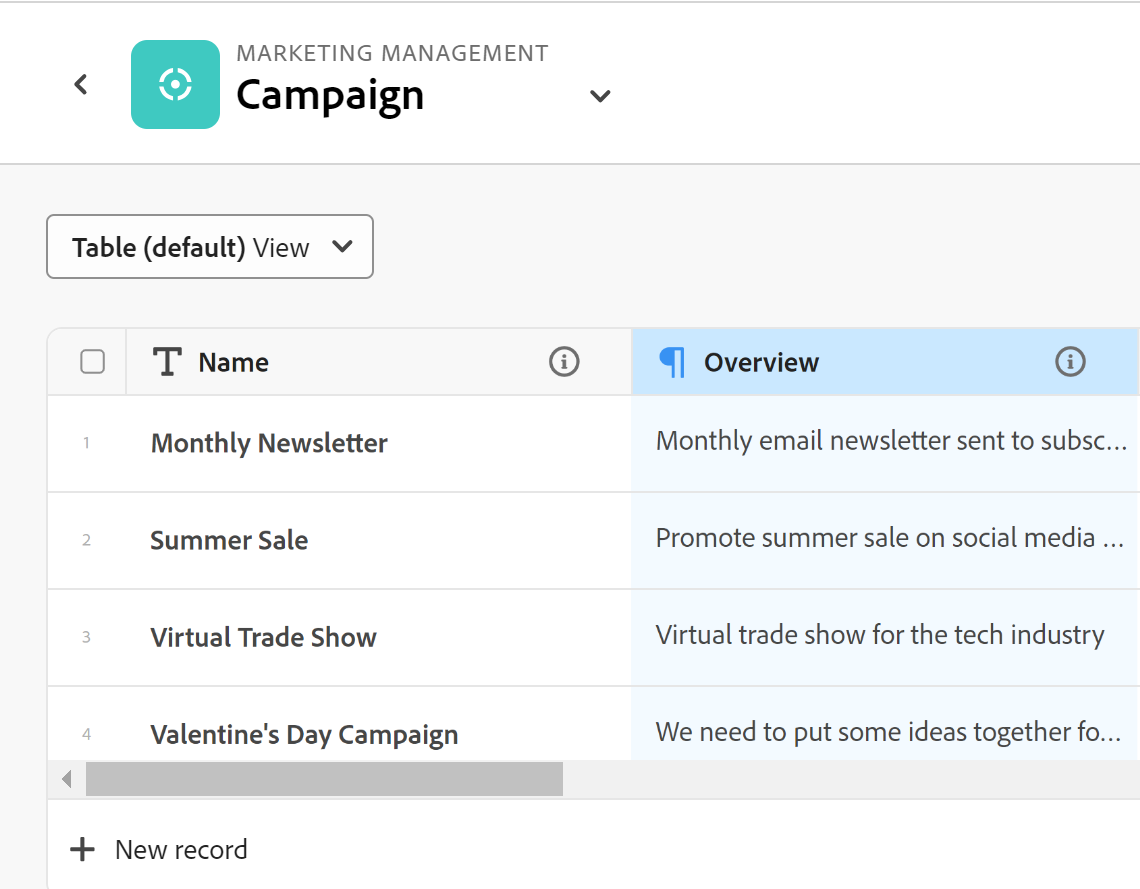 MARKETING MANAGEMENT
Campaign
Table (default) View
Name
Overview
1 Monthly Newsletter Monthly email newsletter sent to subsc...
2 Summer Sale Promote summer sale on social media ...
3 Virtual Trade Show Virtual trade show for the tech industry
4 Valentine's Day Campaign We need to put some ideas together fo...
New record